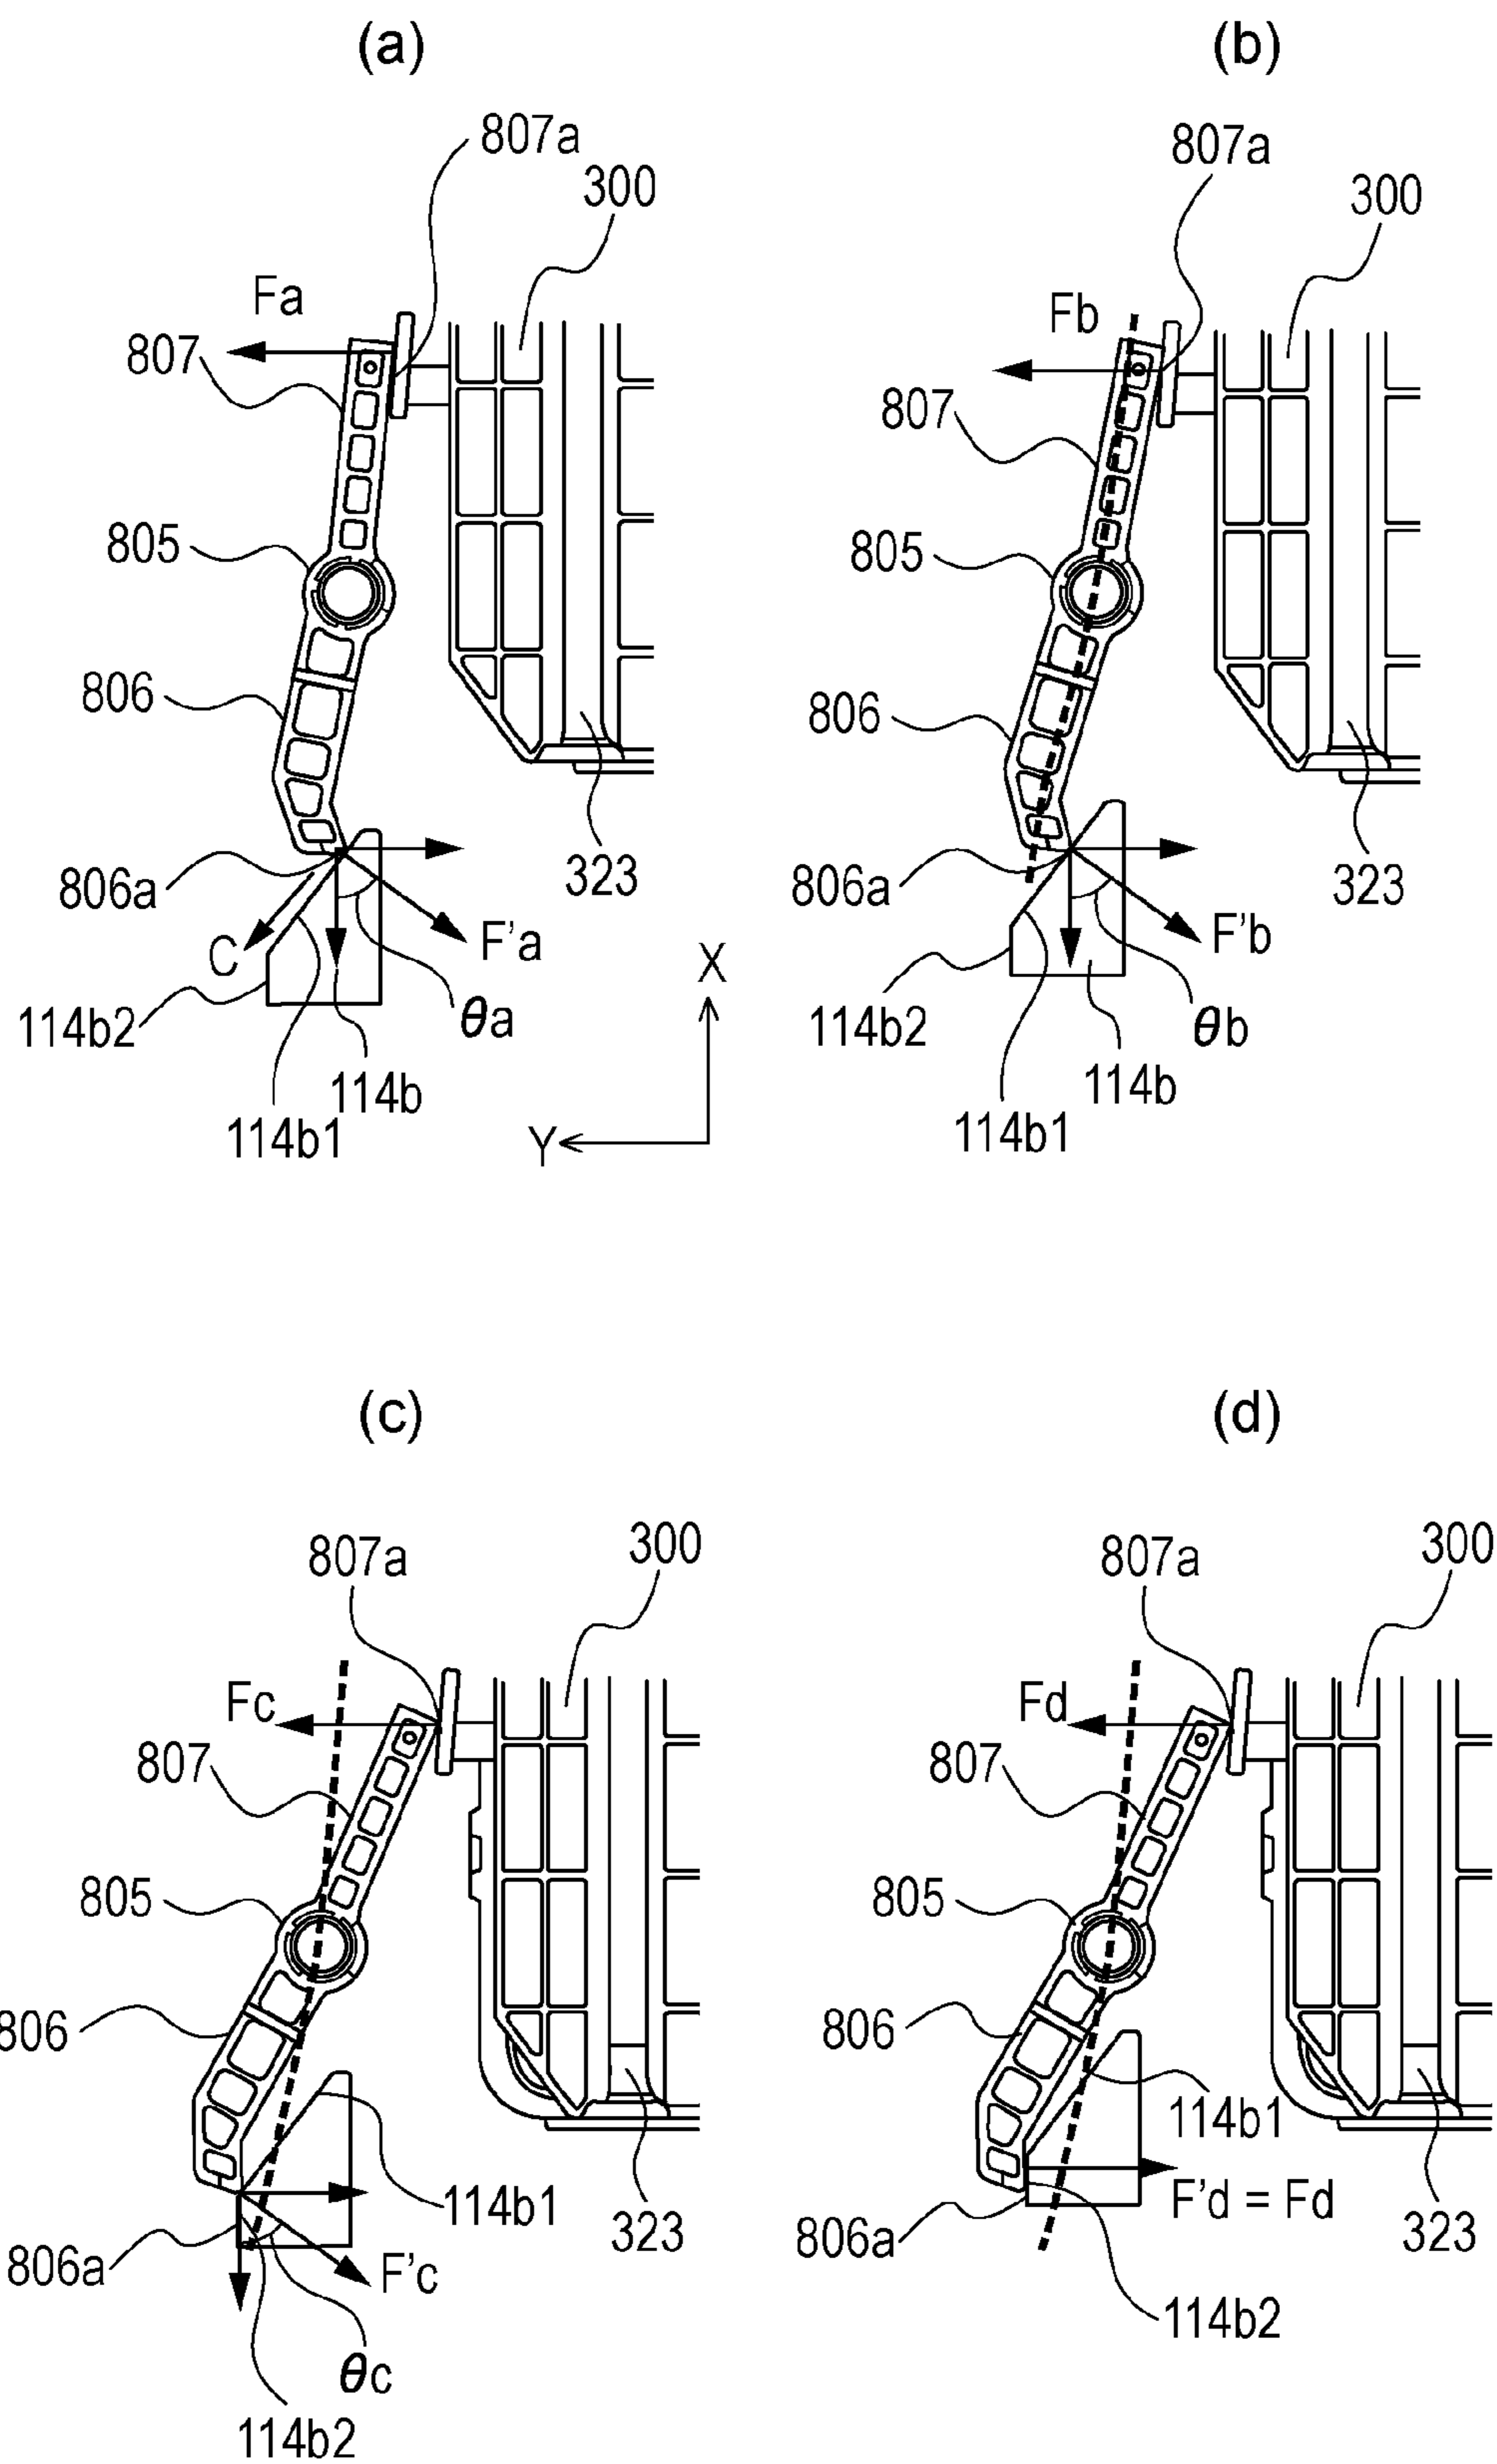 (a)
(b)
807a
300
Fa
807
805
806
806a
C
F'a
θa
323
114b2
114b
114b1
807a
300
Fb
807
805
806
806a
F'b
θb
323
114b2
114b
114b1
X
Y
(c)
(d)
807a
300
Fc
807
805
806
806a
114b1
323
F'c
θc
114b2
807a
300
Fd
807
805
806
114b1
806a
F'd = Fd
323
114b2